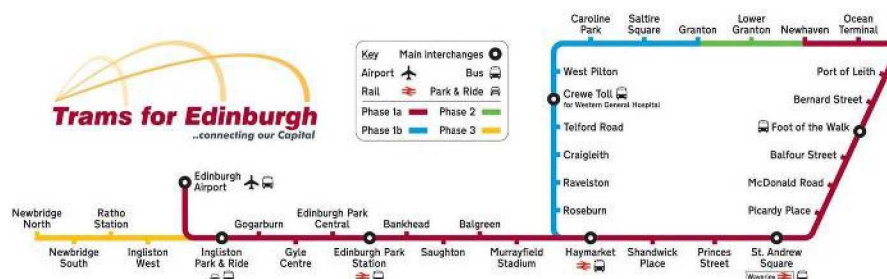 Trams for Edinburgh
...connecting our Capital
Key
Main Interchanges
Airport
Bus
Rail
Park & Ride
Phase 1a
Phase 2
Phase 1b
Phase 3
Caroline
Park
Saltire
Square
Granton
Lower
Granton
Newhaven
Ocean
Terminal
West Pilton
Crewe Toll
for Western General Hospital
Telford Road
Craigleith
Ravelston
Roseburn
Port of Leith
Bernard Street
Foot of the Walk
Balfour Street
McDonald Road
Picardy Place
Edinburgh
Airport
Newbridge
North
Ratho
Station
Gogarburn
Edinburgh Park
Central
Bankhead
Balgreen
Newbridge
South
Ingliston
West
Ingliston
Park & Ride
Gyle
Centre
Edinburgh Park
Station
Saughton
Murrayfield
Stadium
Haymarket
Shandwick
Place
Princes
Street
St. Andrew
Square
Waverley